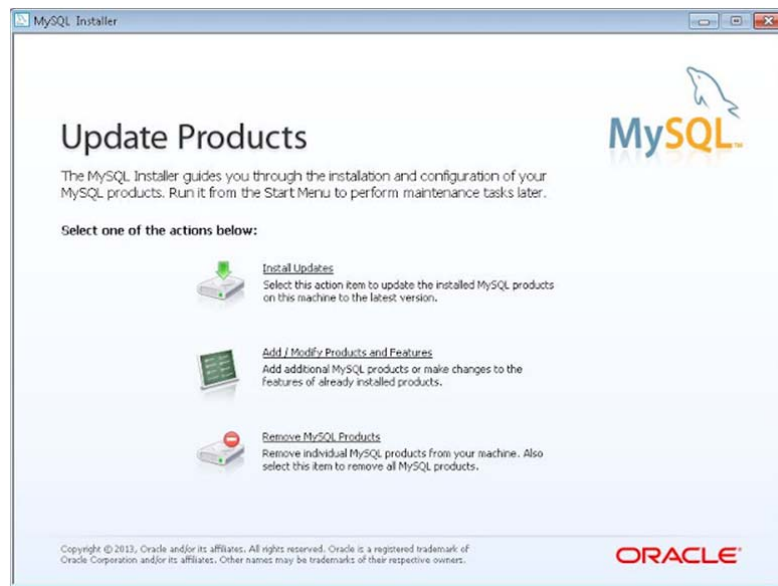 MySQL Installer
MySQL™
Update Products
The MySQL Installer guides you through the installation and configuration of your
MySQL products. Run it from the Start Menu to perform maintenance tasks later.
Select one of the actions below:
Install Updates
Select this action item to update the installed MySQL products
on this machine to the latest version.
Add / Modify Products and Features
Add additional MySQL products or make changes to the
features of already installed products.
Remove MySQL Products
Remove individual MySQL products from your machine. Also
select this item to remove all MySQL products.
Copyright © 2013, Oracle and/or its affiliates. All rights reserved. Oracle is a registered trademark of
Oracle Corporation and/or its affiliates. Other names may be trademarks of their respective owners.
ORACLE